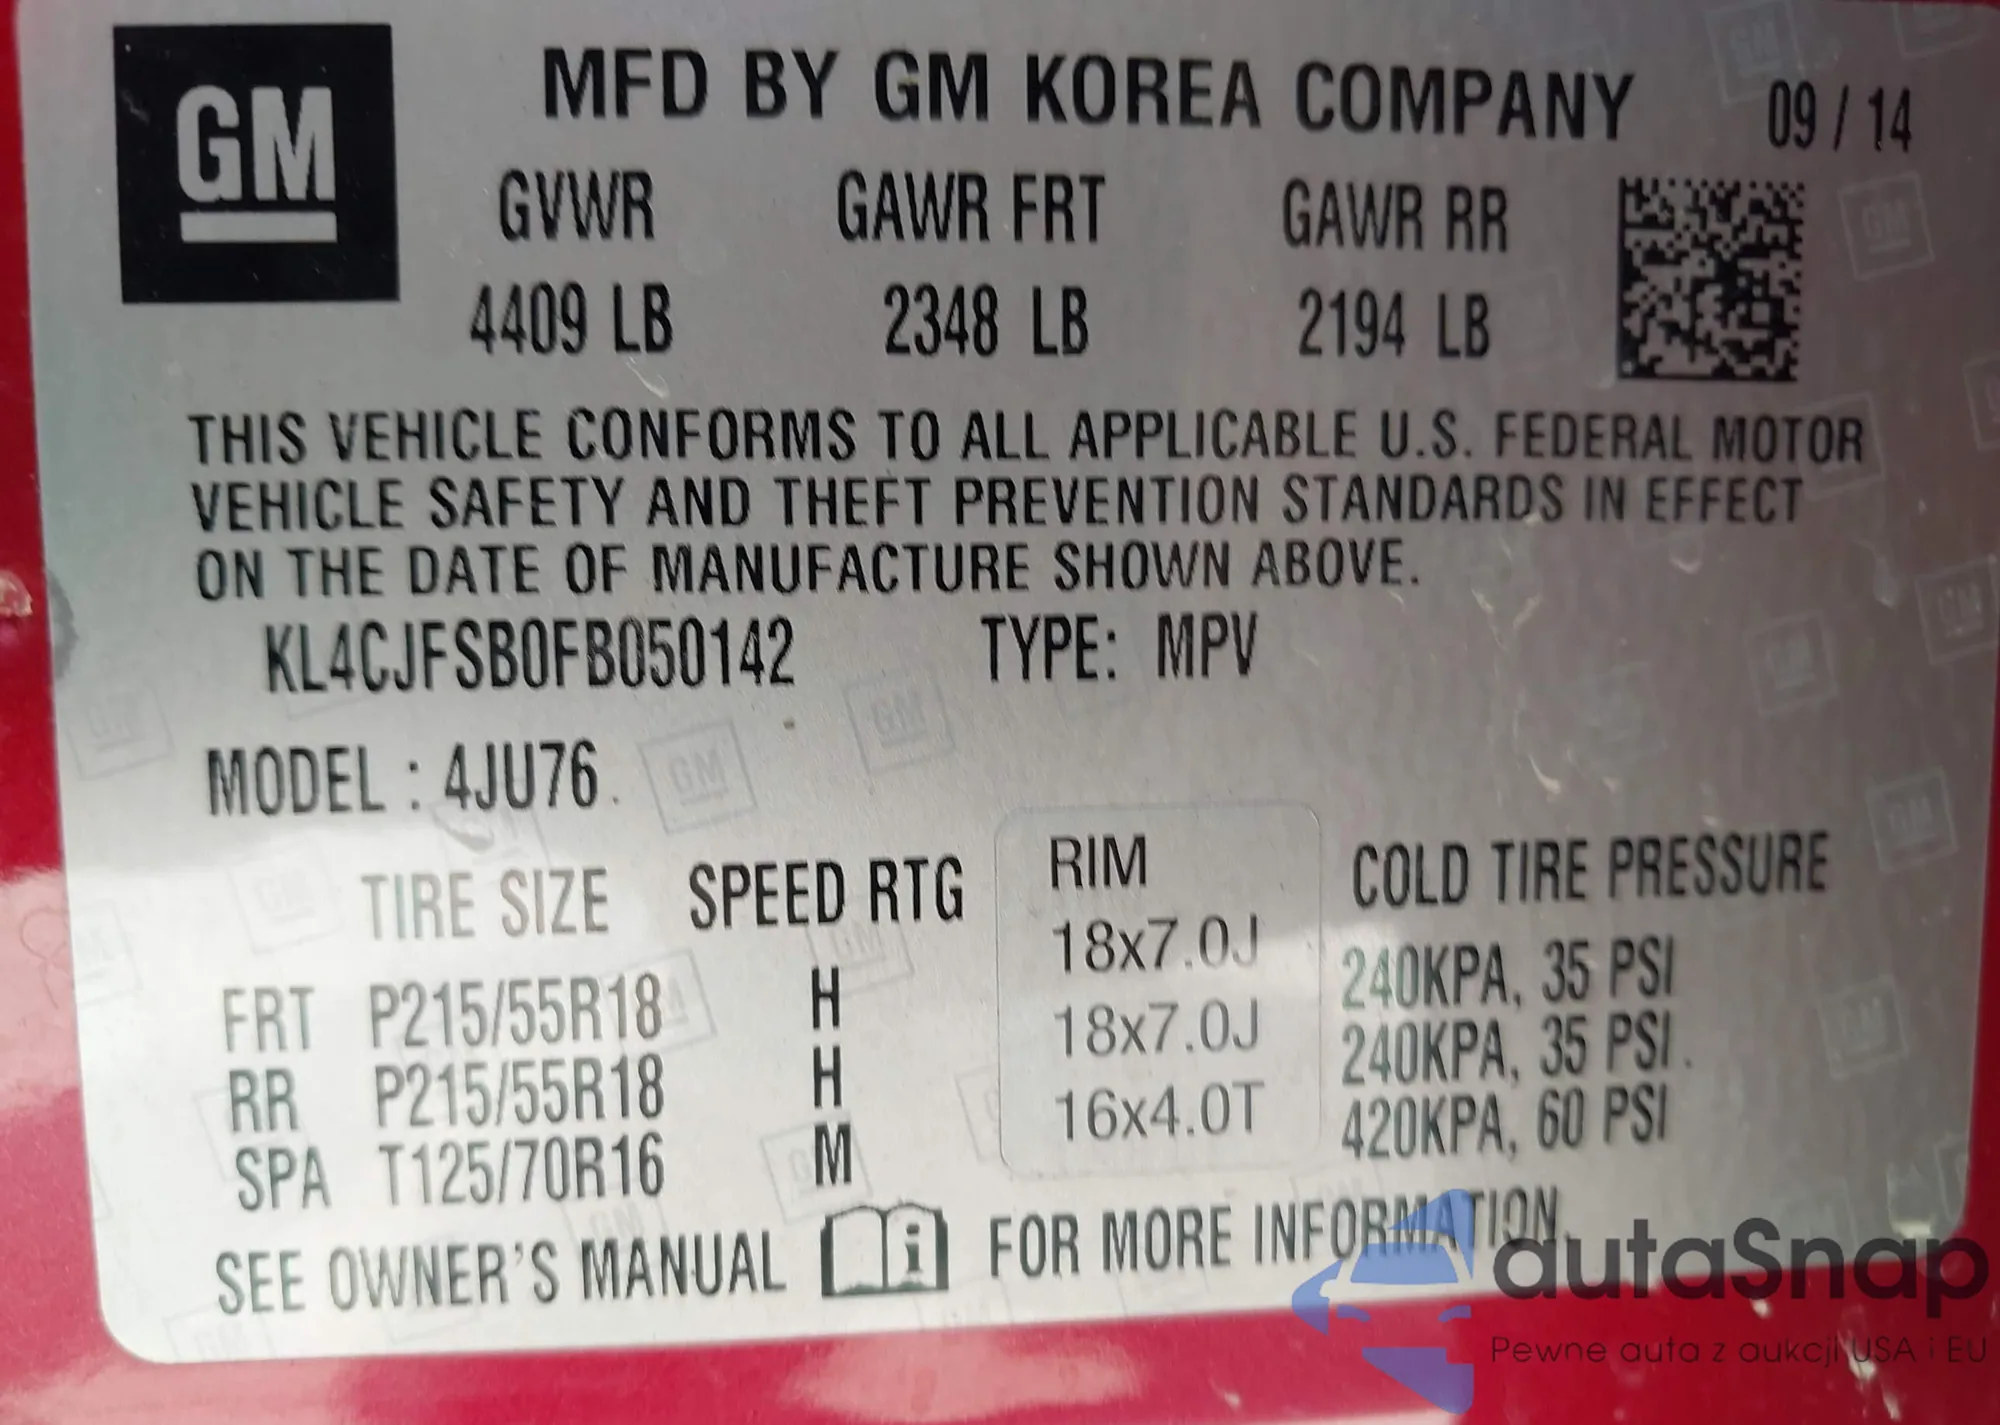 GM
MFD BY GM KOREA COMPANY 09 / 14
GVWR GAWR FRT GAWR RR
4409 LB 2348 LB 2194 LB
THIS VEHICLE CONFORMS TO ALL APPLICABLE U.S. FEDERAL MOTOR
VEHICLE SAFETY AND THEFT PREVENTION STANDARDS IN EFFECT
ON THE DATE OF MANUFACTURE SHOWN ABOVE.
KL4CJFSB0FB050142 TYPE: MPV
MODEL : 4JU76
TIRE SIZE SPEED RTG RIM COLD TIRE PRESSURE
FRT P215/55R18 H 18x7.0J 240KPA, 35 PSI
RR P215/55R18 H 18x7.0J 240KPA, 35 PSI
SPA T125/70R16 M 16x4.0T 420KPA, 60 PSI
SEE OWNER'S MANUAL i FOR MORE INFORMATION.
autaSnap
Pewne auta z aukcji USA i EU